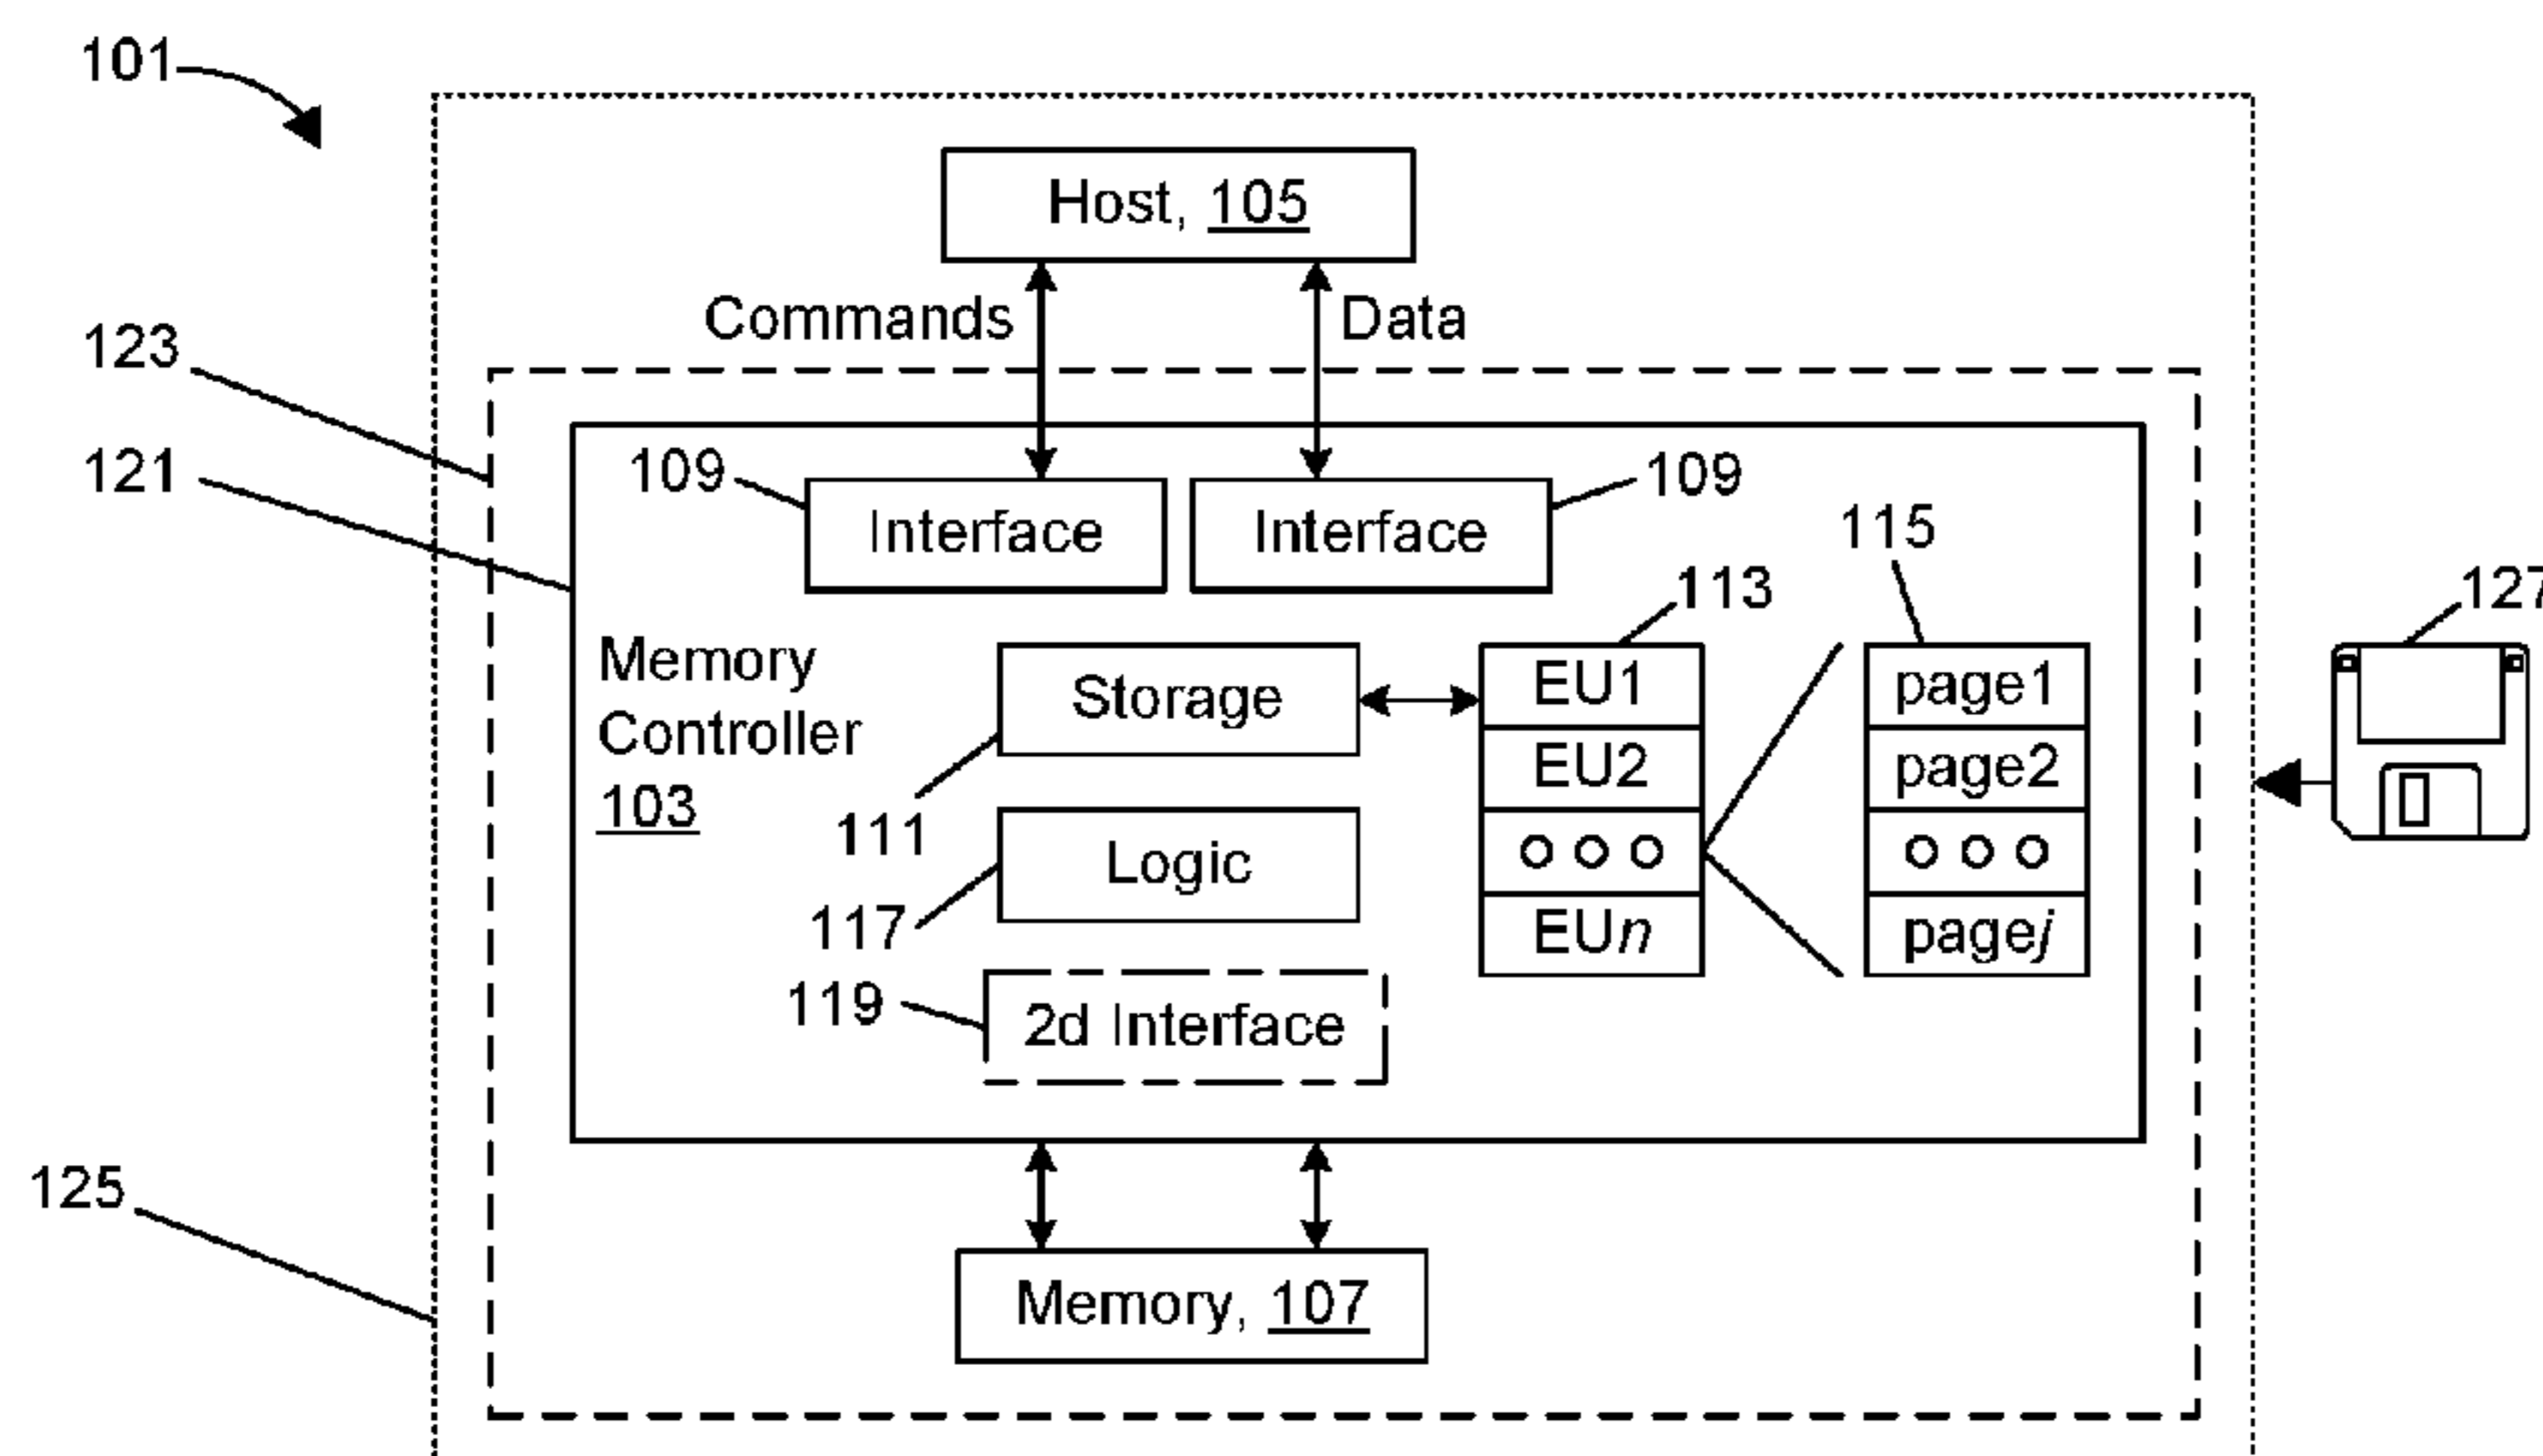 101
Host, 105
Commands
Data
123
121
109
109
Interface
Interface
115
113
127
Memory
Controller
103
Storage
EU1
page1
EU2
page2
111
Logic
117
EUn
pagej
119
2d Interface
125
Memory, 107